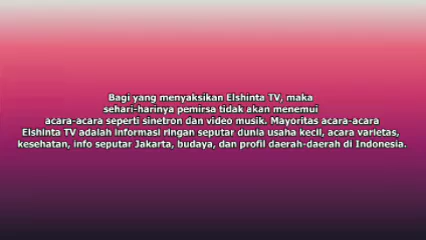 Bagi yang menyaksikan Elshinta TV, maka
sehari-harinya pemirsa tidak akan menemui
acara-acara seperti sinetron dan video musik. Mayoritas acara-acara
Elshinta TV adalah informasi ringan seputar dunia usaha kecil, acara varietas,
kesehatan, info seputar Jakarta, budaya, dan profil daerah-daerah di Indonesia.